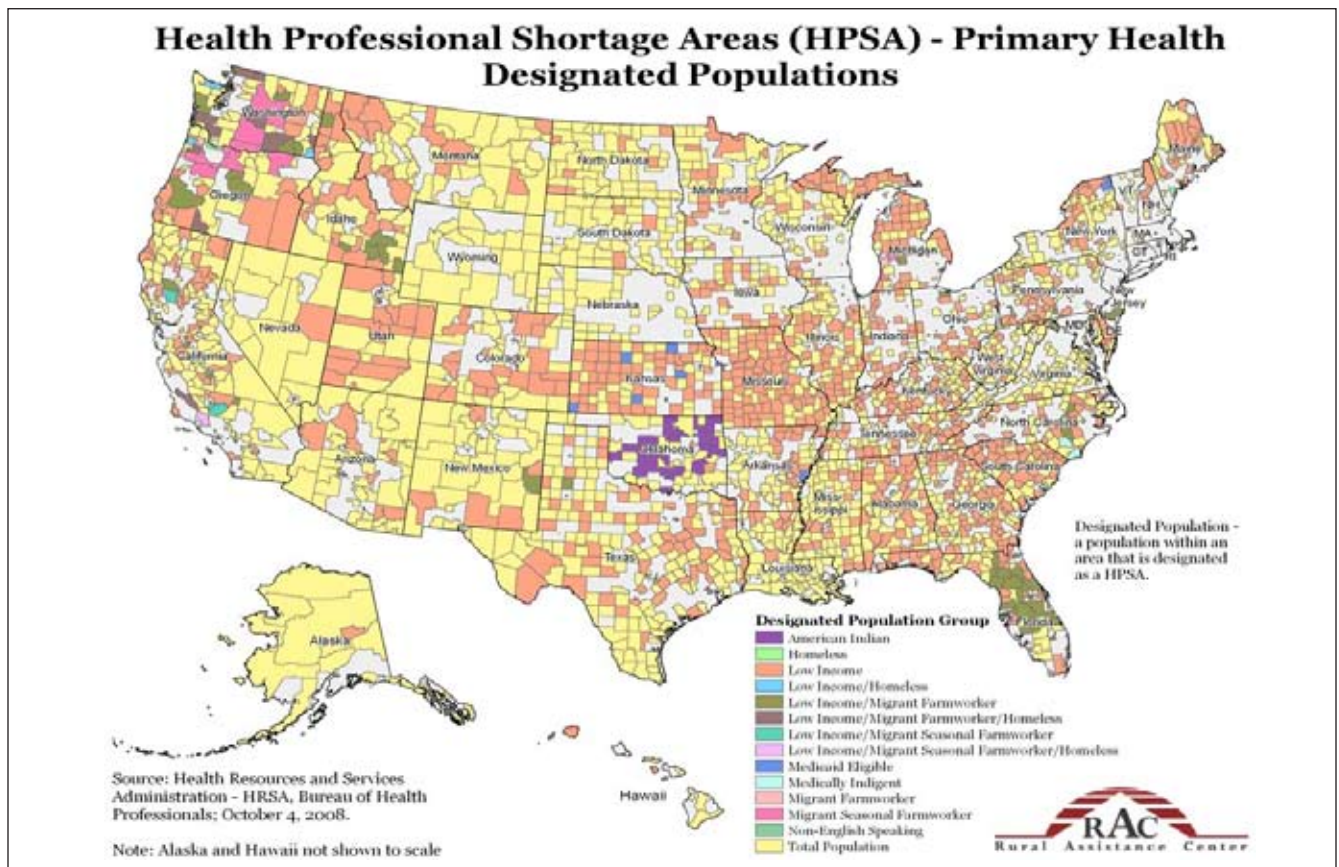 Health Professional Shortage Areas (HPSA) - Primary Health
Designated Populations
Washington
Montana
North Dakota
Minnesota
Maine
Oregon
Idaho
South Dakota
Wisconsin
VT
NH
Michigan
New York
MA
CT
RI
Wyoming
Iowa
Nebraska
Pennsylvania
New
Jersey
Nevada
Utah
Colorado
Illinois
Indiana
Ohio
MD
DE
California
Kansas
Missouri
West
Virginia
Virginia
Kentucky
North Carolina
Tennessee
Arizona
New Mexico
Oklahoma
Arkansas
South Carolina
Missi-
issippi
Alabama
Georgia
Texas
Louisiana
Florida
Designated Population -
a population within an
area that is designated
as a HPSA.
Alaska
Hawaii
Designated Population Group
American Indian
Homeless
Low Income
Low Income/Homeless
Low Income/Migrant Farmworker
Low Income/Migrant Farmworker/Homeless
Low Income/Migrant Seasonal Farmworker
Low Income/Migrant Seasonal Farmworker/Homeless
Medicaid Eligible
Medically Indigent
Migrant Farmworker
Migrant Seasonal Farmworker
Non-English Speaking
Total Population
Source: Health Resources and Services
Administration - HRSA, Bureau of Health
Professionals; October 4, 2008.
Note: Alaska and Hawaii not shown to scale
RAC
Rural Assistance Center